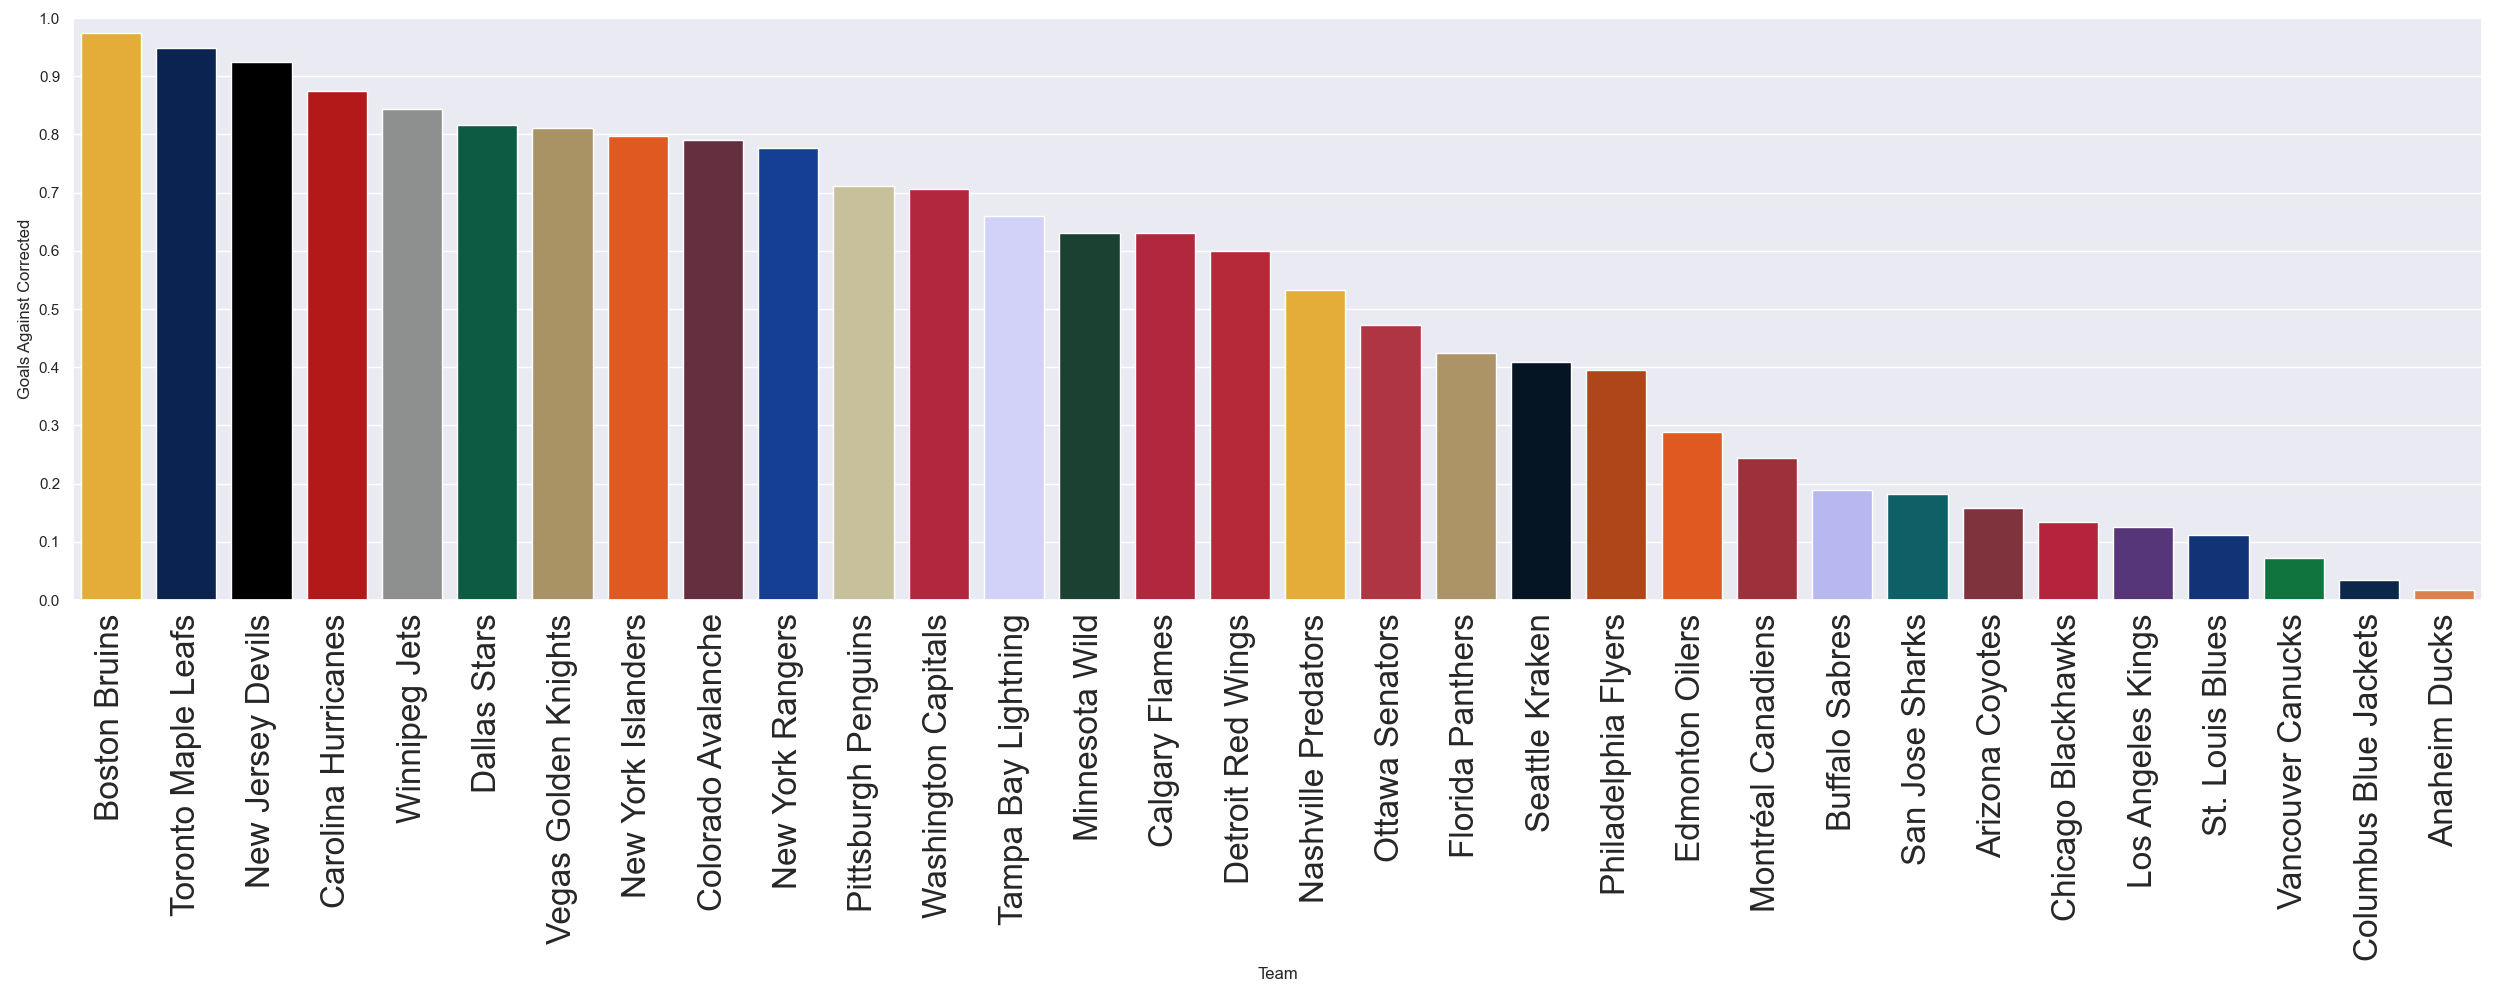 1.0
0.9
0.8
0.7
0.6
0.5
0.4
0.3
0.2
0.1
0.0
Goals Against Corrected
Boston Bruins
Toronto Maple Leafs
New Jersey Devils
Carolina Hurricanes
Winnipeg Jets
Dallas Stars
Vegas Golden Knights
New York Islanders
Colorado Avalanche
New York Rangers
Pittsburgh Penguins
Washington Capitals
Tampa Bay Lightning
Minnesota Wild
Calgary Flames
Detroit Red Wings
Nashville Predators
Ottawa Senators
Florida Panthers
Seattle Kraken
Philadelphia Flyers
Edmonton Oilers
Montréal Canadiens
Buffalo Sabres
San Jose Sharks
Arizona Coyotes
Chicago Blackhawks
Los Angeles Kings
St. Louis Blues
Vancouver Canucks
Columbus Blue Jackets
Anaheim Ducks
Team